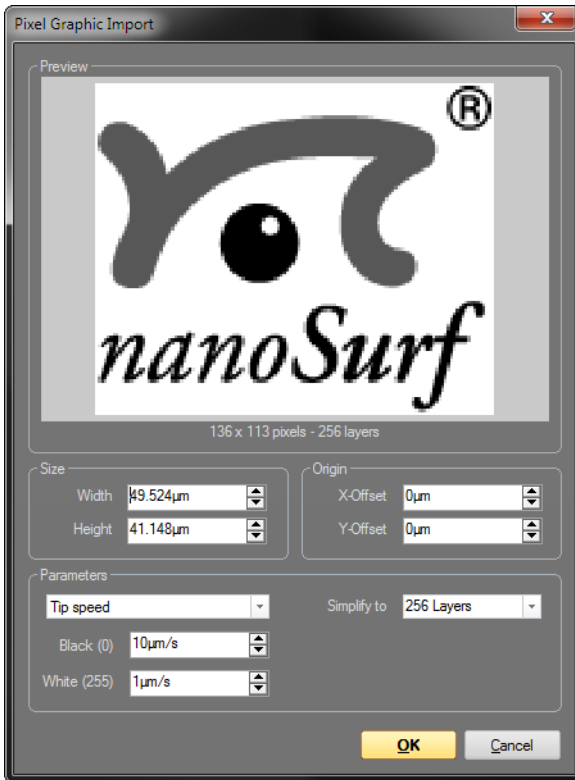 Pixel Graphic Import
Preview
®
nanoSurf
136 x 113 pixels - 256 layers
Size
Width 49.524µm
Height 41.148µm
Origin
X-Offset 0µm
Y-Offset 0µm
Parameters
Tip speed
Simplify to 256 Layers
Black (0) 10µm/s
White (255) 1µm/s
OK Cancel